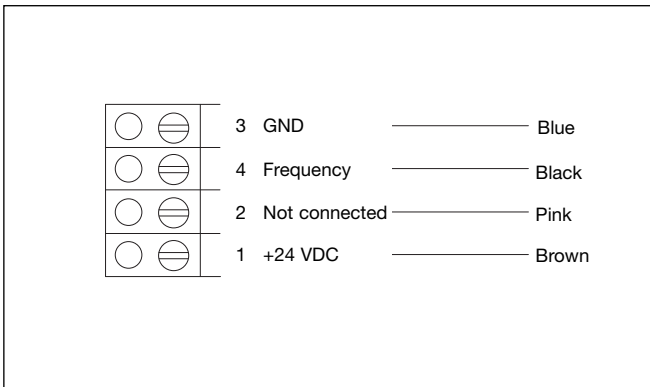 3 GND Blue
4 Frequency Black
2 Not connected Pink
1 +24 VDC Brown